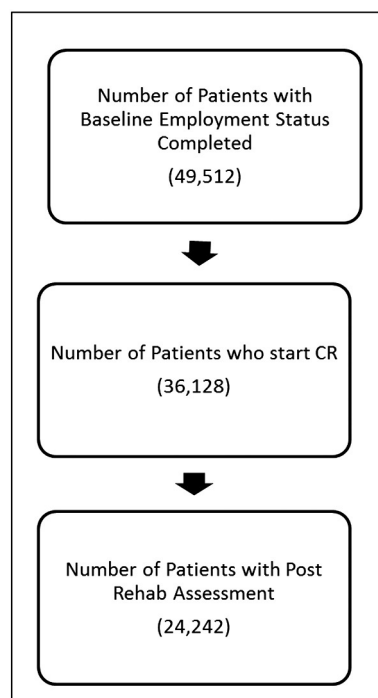 Number of Patients with
Baseline Employment Status
Completed
(49,512)
Number of Patients who start CR
(36,128)
Number of Patients with Post
Rehab Assessment
(24,242)